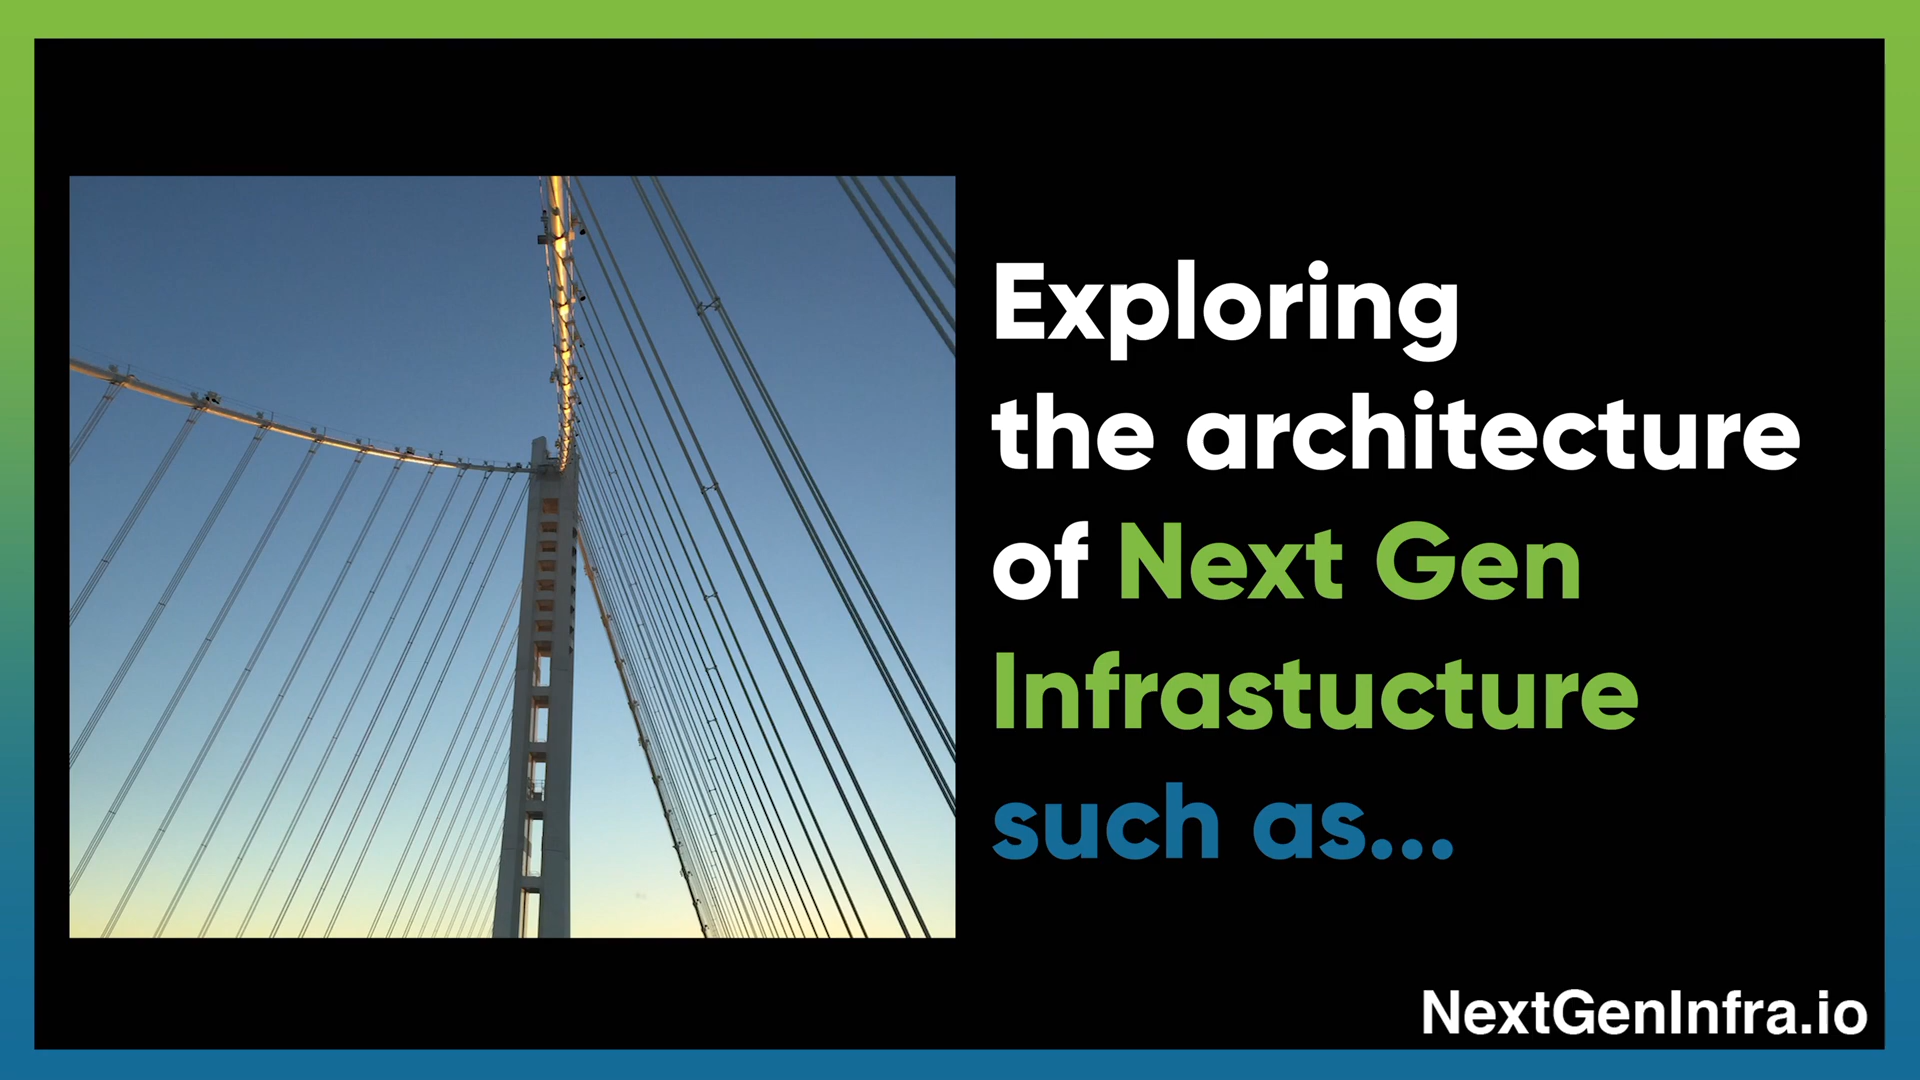 Exploring
the architecture
of Next Gen
Infrastucture
such as...
NextGenInfra.io